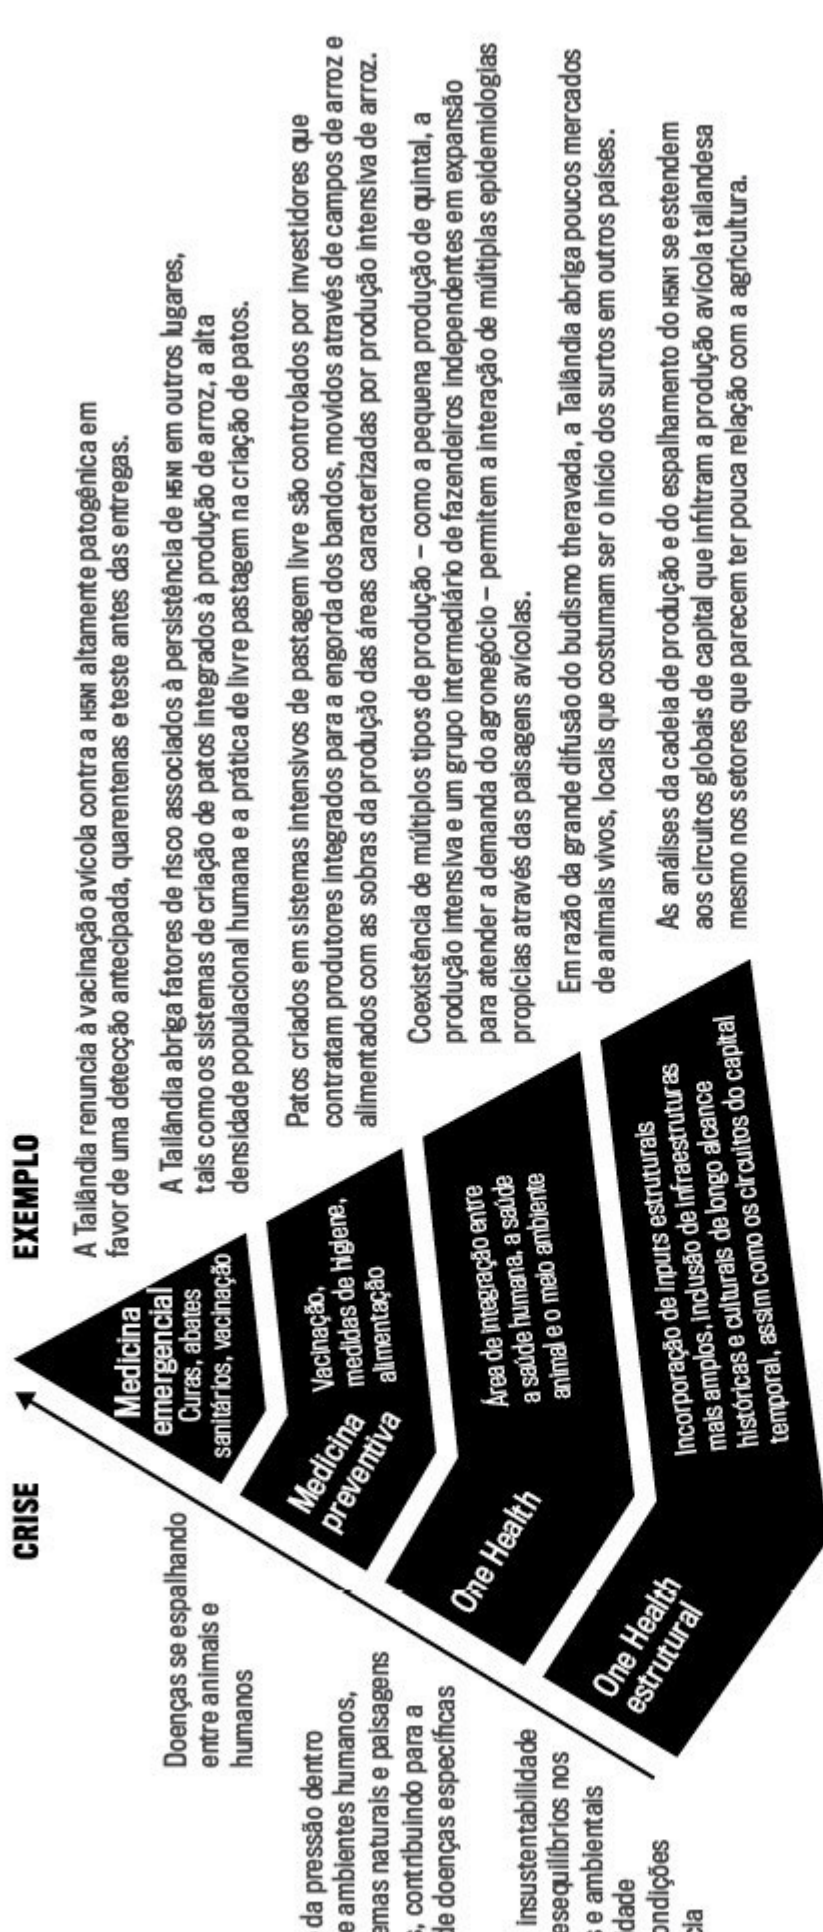 CRISE
EXEMPLO
Doenças se espalhando
entre animais e
humanos
da pressão dentro
e ambientes humanos,
emas naturais e paisagens
s, contribuindo para a
de doenças específicas
insustentabilidade
esequilíbrios nos
s e ambientais
dade
ondições
cia
Medicina
emergencial
Curas, abates
sanitários, vacinação
Medicina
preventiva
Vacinação,
medidas de higiene,
alimentação
One Health
Área de integração entre
a saúde humana, a saúde
animal e o meio ambiente
One Health
estrutural
Incorporação de inputs estruturais
mais amplos, inclusão de infraestruturas
históricas e culturais de longo alcance
temporal, assim como os circuitos do capital
A Tailândia renuncia à vacinação avícola contra a H5N1 altamente patogênica em
favor de uma detecção antecipada, quarentenas e teste antes das entregas.
A Tailândia abriga fatores de risco associados à persistência de H5N1 em outros lugares,
tais como os sistemas de criação de patos integrados à produção de arroz, a alta
densidade populacional humana e a prática de livre pastagem na criação de patos.
Patos criados em sistemas intensivos de pastagem livre são controlados por investidores que
contratam produtores integrados para a engorda dos bandos, movidos através de campos de arroz e
alimentados com as sobras da produção das áreas caracterizadas por produção intensiva de arroz.
Coexistência de múltiplos tipos de produção – como a pequena produção de quintal, a
produção intensiva e um grupo intermediário de fazendeiros independentes em expansão
para atender a demanda do agronegócio – permitem a interação de múltiplas epidemiologias
propícias através das paisagens avícolas.
Em razão da grande difusão do budismo theravada, a Tailândia abriga poucos mercados
de animais vivos, locais que costumam ser o início dos surtos em outros países.
As análises da cadeia de produção e do espalhamento do H5N1 se estendem
aos circuitos globais de capital que infiltram a produção avícola tailandesa
mesmo nos setores que parecem ter pouca relação com a agricultura.